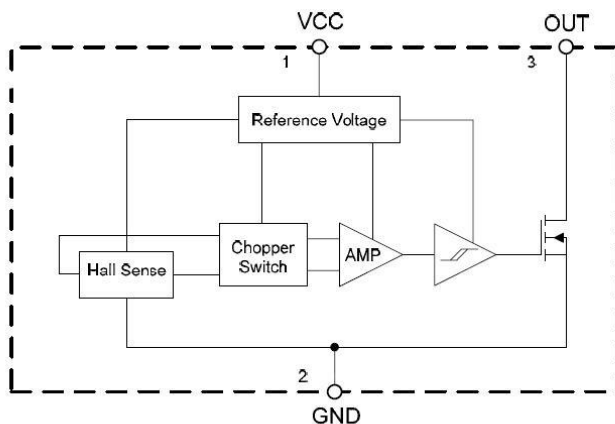 VCC
OUT
1
3
Reference Voltage
Chopper
Switch
AMP
Hall Sense
2
GND